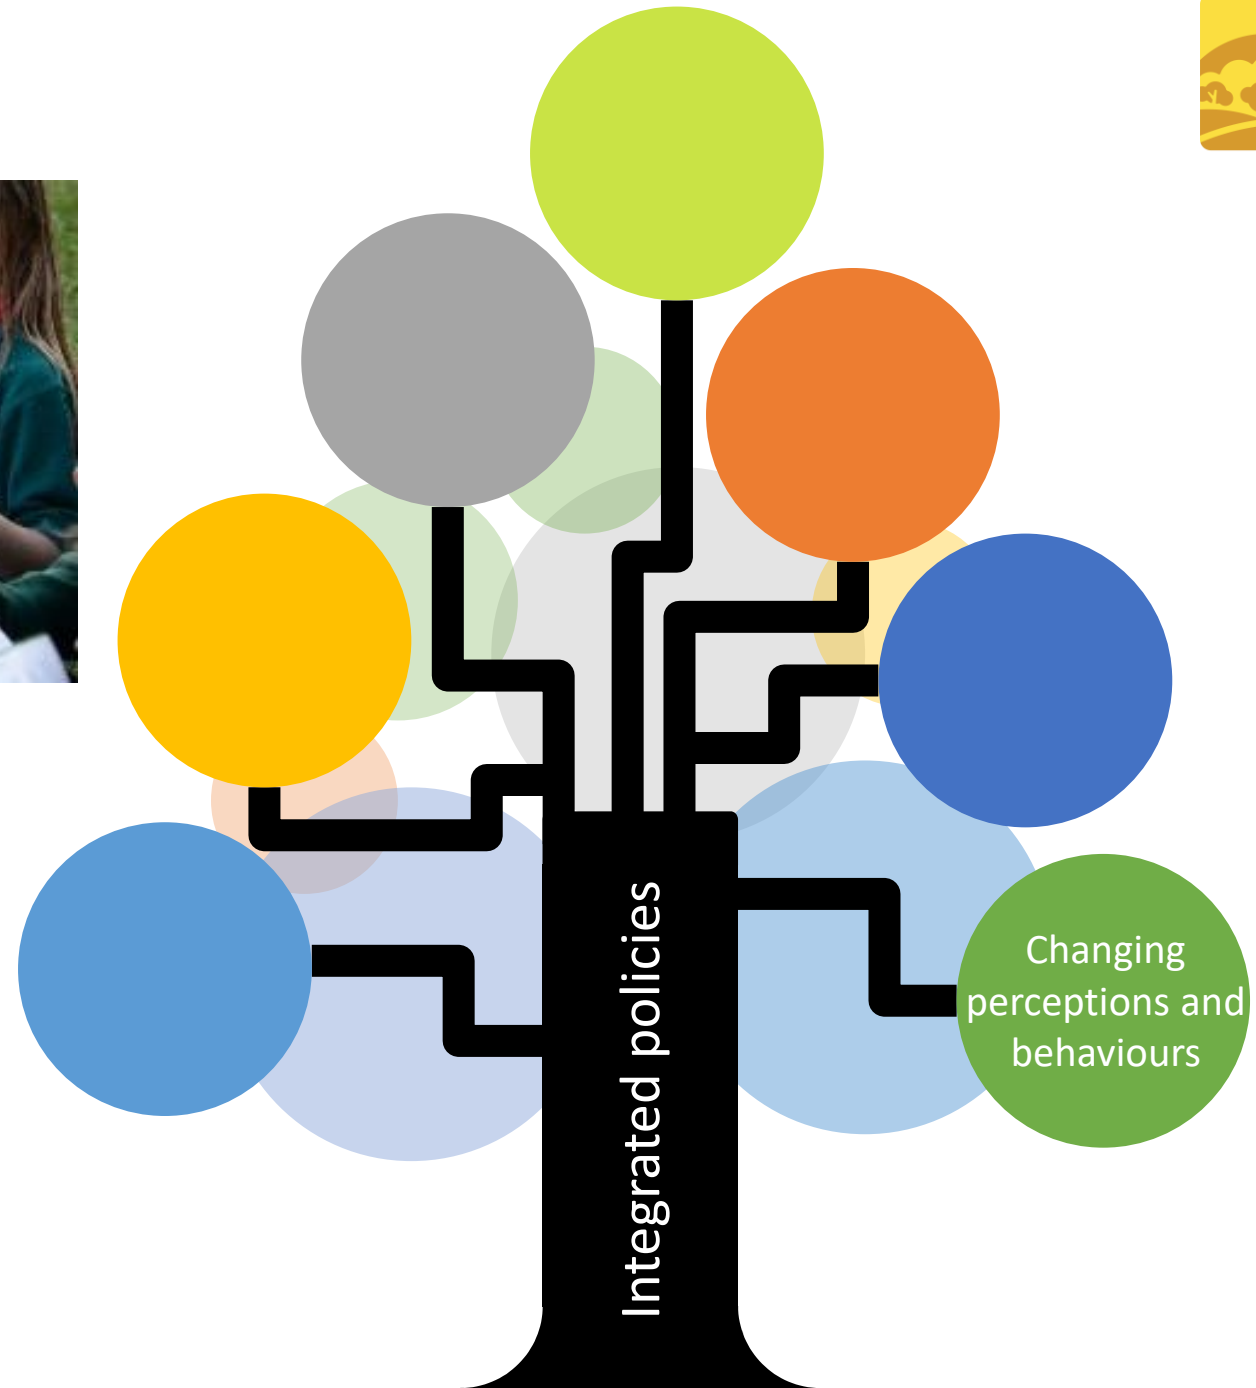 Changing
perceptions and
behaviours
Integrated policies